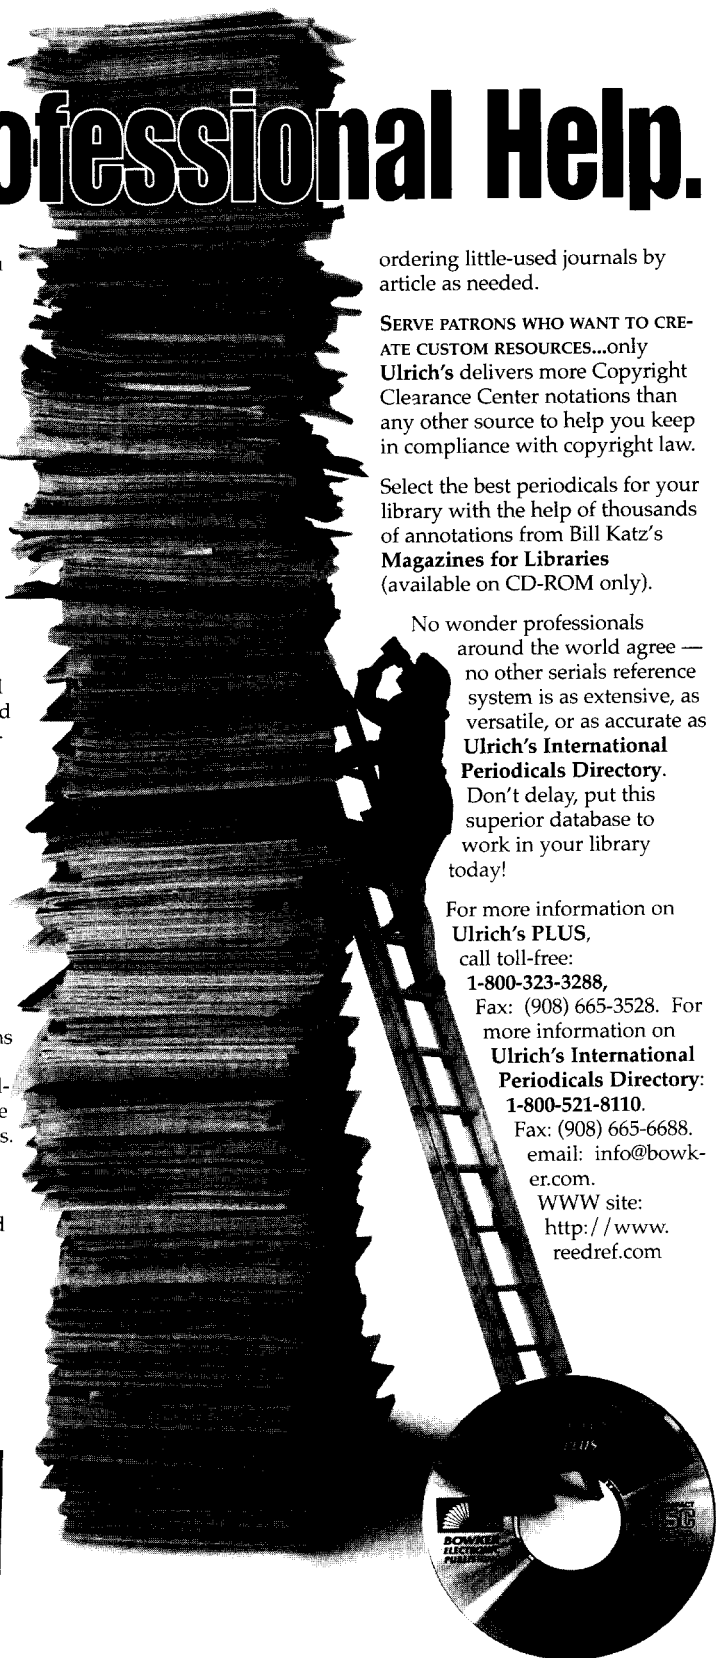 ofessional Help.
ordering little-used journals by
article as needed.
SERVE PATRONS WHO WANT TO CRE-
ATE CUSTOM RESOURCES...only
Ulrich's delivers more Copyright
Clearance Center notations than
any other source to help you keep
in compliance with copyright law.
Select the best periodicals for your
library with the help of thousands
of annotations from Bill Katz's
Magazines for Libraries
(available on CD-ROM only).
No wonder professionals
around the world agree —
no other serials reference
system is as extensive, as
versatile, or as accurate as
Ulrich's International
Periodicals Directory.
Don't delay, put this
superior database to
work in your library
today!
For more information on
Ulrich's PLUS,
call toll-free:
1-800-323-3288,
Fax: (908) 665-3528. For
more information on
Ulrich's International
Periodicals Directory:
1-800-521-8110.
Fax: (908) 665-6688.
email: info@bowk-
er.com.
WWW site:
http://www.
reedref.com
PLUS
BOWKER
ELECTRONIC